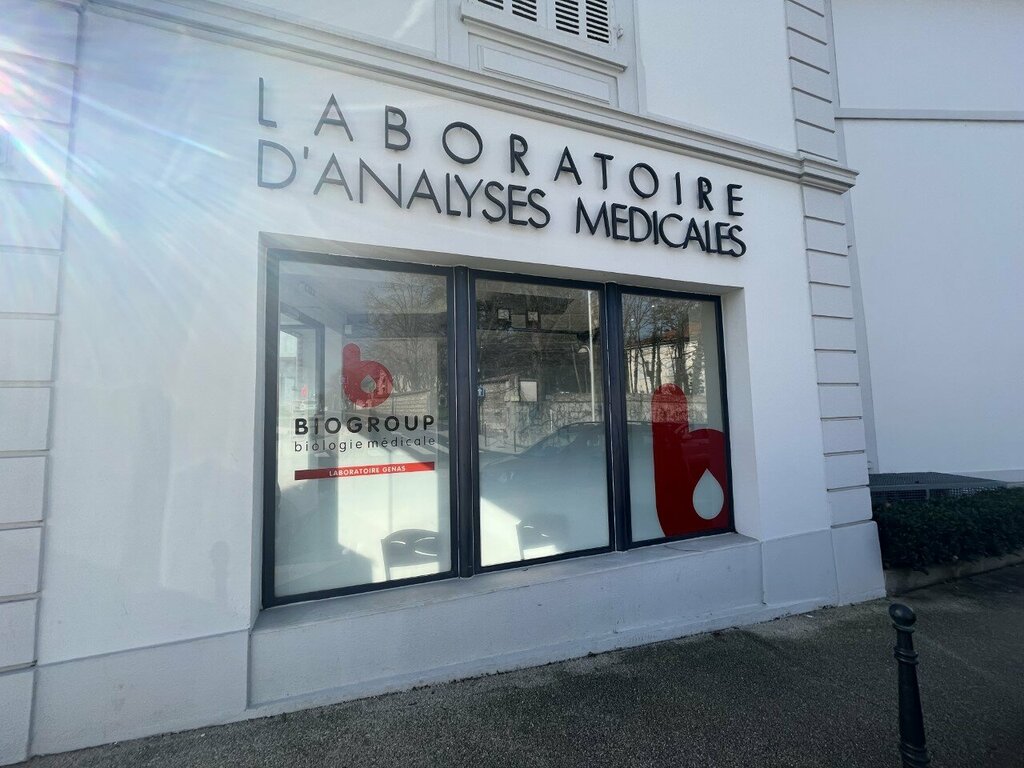 LABORATOIRE
D'ANALYSES MEDICALES
BIOGROUP
biologie médicale
LABORATOIRE GENAS